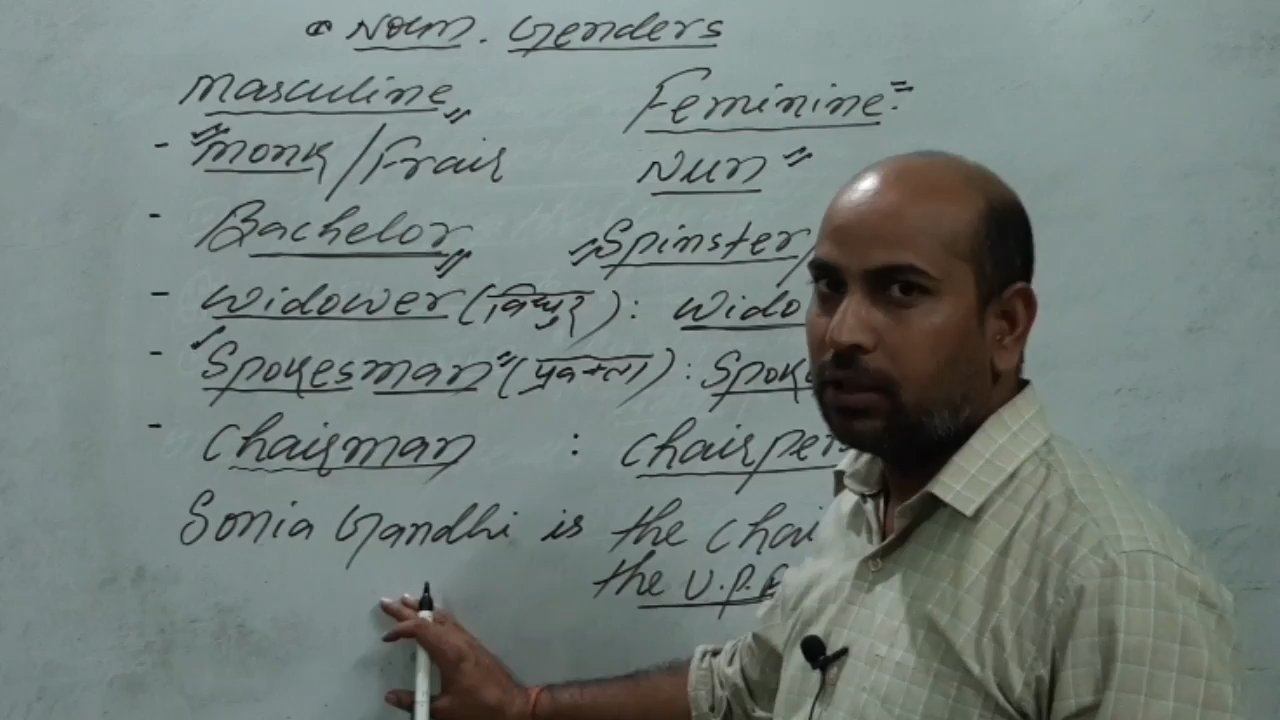 Noun. Genders
Masculine Feminine
- Monk/Frair Nun
- Bachelor Spinster/
- Widower (विधुर): Wido
- Spokesman (प्रवक्ता): Spoke
- Chairman : Chairpers
Sonia Gandhi is the Chai
the U.P.A